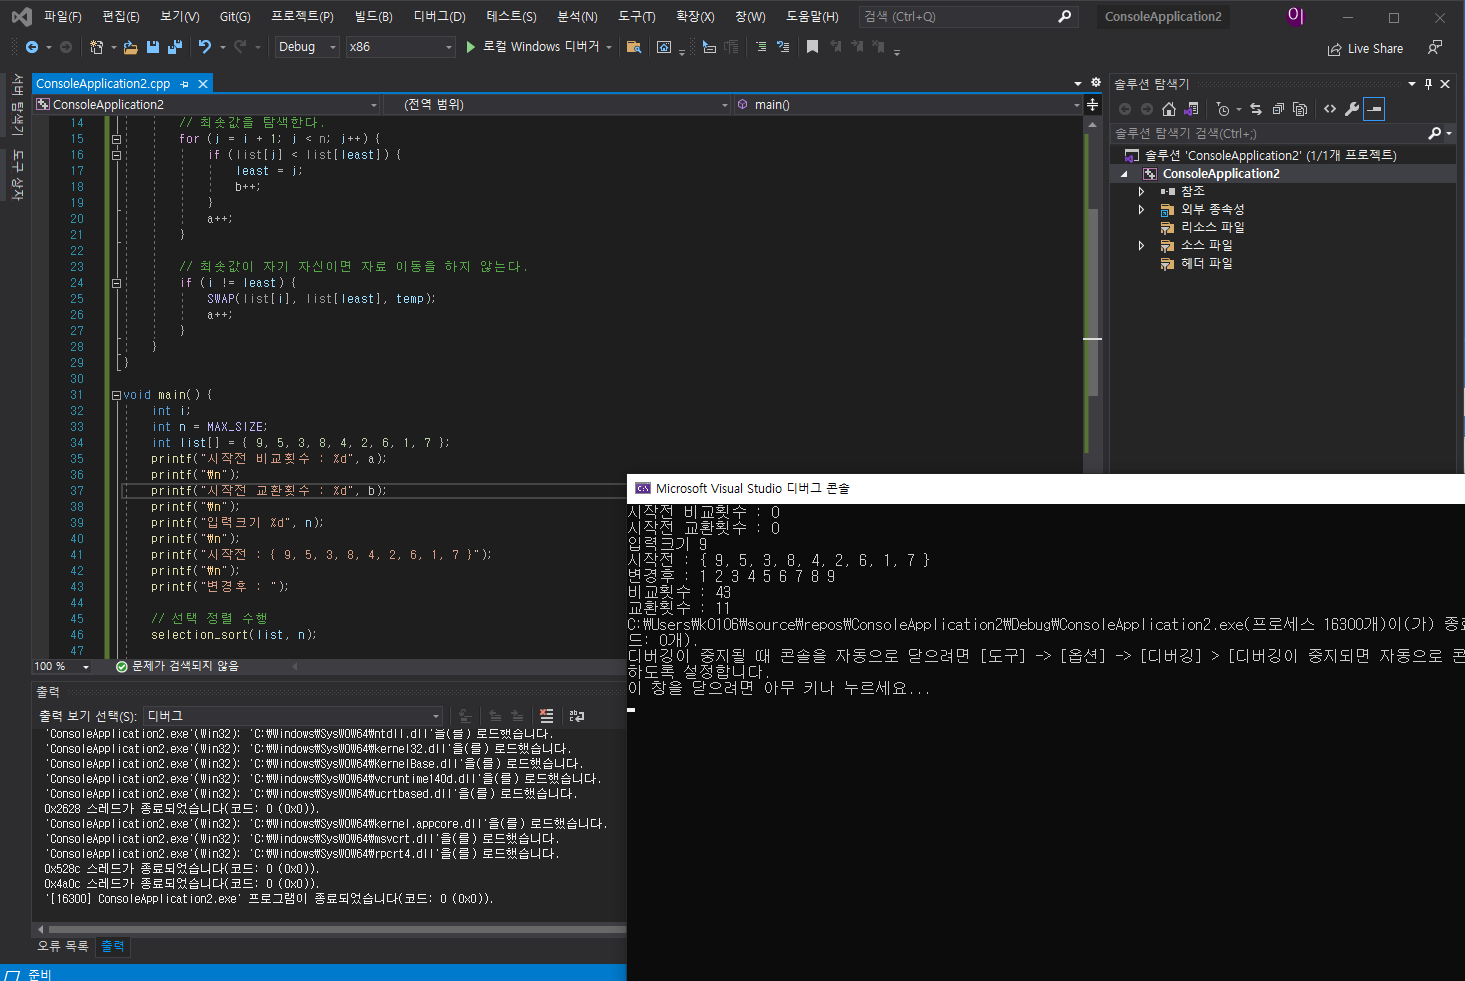 파일(F) 편집(E) 보기(V) Git(G) 프로젝트(P) 빌드(B) 디버그(D) 테스트(S) 분석(N) 도구(T) 확장(X) 창(W) 도움말(H) 검색 (Ctrl+Q) ConsoleApplication2
Debug x86 로컬 Windows 디버거 Live Share
서버 탐색기
도구 상자
ConsoleApplication2.cpp
ConsoleApplication2 (전역 범위) main()
14 // 최솟값을 탐색한다.
15 for (j = i + 1; j < n; j++) {
16 if (list[j] < list[least]) {
17 least = j;
18 b++;
19 }
20 a++;
21 }
22
23 // 최솟값이 자기 자신이면 자료 이동을 하지 않는다.
24 if (i != least) {
25 SWAP(list[i], list[least], temp);
26 a++;
27 }
28 }
29 }
30
31 void main() {
32 int i;
33 int n = MAX_SIZE;
34 int list[] = { 9, 5, 3, 8, 4, 2, 6, 1, 7 };
35 printf("시작전 비교횟수 : %d", a);
36 printf("₩n");
37 printf("시작전 교환횟수 : %d", b);
38 printf("₩n");
39 printf("입력크기 %d", n);
40 printf("₩n");
41 printf("시작전 : { 9, 5, 3, 8, 4, 2, 6, 1, 7 }");
42 printf("₩n");
43 printf("변경후 : ");
44
45 // 선택 정렬 수행
46 selection_sort(list, n);
47
100 % 문제가 검색되지 않음
솔루션 탐색기
솔루션 탐색기 검색(Ctrl+;)
솔루션 'ConsoleApplication2' (1/1개 프로젝트)
ConsoleApplication2
참조
외부 종속성
리소스 파일
소스 파일
헤더 파일
출력
출력 보기 선택(S): 디버그
'ConsoleApplication2.exe'(Win32): 'C:₩Windows₩SysWOW64₩ntdll.dll'을(를) 로드했습니다.
'ConsoleApplication2.exe'(Win32): 'C:₩Windows₩SysWOW64₩kernel32.dll'을(를) 로드했습니다.
'ConsoleApplication2.exe'(Win32): 'C:₩Windows₩SysWOW64₩KernelBase.dll'을(를) 로드했습니다.
'ConsoleApplication2.exe'(Win32): 'C:₩Windows₩SysWOW64₩vcruntime140d.dll'을(를) 로드했습니다.
'ConsoleApplication2.exe'(Win32): 'C:₩Windows₩SysWOW64₩ucrtbased.dll'을(를) 로드했습니다.
0x2628 스레드가 종료되었습니다(코드: 0 (0x0)).
'ConsoleApplication2.exe'(Win32): 'C:₩Windows₩SysWOW64₩kernel.appcore.dll'을(를) 로드했습니다.
'ConsoleApplication2.exe'(Win32): 'C:₩Windows₩SysWOW64₩msvcrt.dll'을(를) 로드했습니다.
'ConsoleApplication2.exe'(Win32): 'C:₩Windows₩SysWOW64₩rpcrt4.dll'을(를) 로드했습니다.
0x528c 스레드가 종료되었습니다(코드: 0 (0x0)).
0x4a0c 스레드가 종료되었습니다(코드: 0 (0x0)).
'[16300] ConsoleApplication2.exe' 프로그램이 종료되었습니다(코드: 0 (0x0)).
오류 목록 출력
준비
Microsoft Visual Studio 디버그 콘솔
시작전 비교횟수 : 0
시작전 교환횟수 : 0
입력크기 9
시작전 : { 9, 5, 3, 8, 4, 2, 6, 1, 7 }
변경후 : 1 2 3 4 5 6 7 8 9
비교횟수 : 43
교환횟수 : 11
C:₩Users₩k0106₩source₩repos₩ConsoleApplication2₩Debug₩ConsoleApplication2.exe(프로세스 16300개)이(가) 종료
드: 0개).
디버깅이 중지될 때 콘솔을 자동으로 닫으려면 [도구] -> [옵션] -> [디버깅] > [디버깅이 중지되면 자동으로 콘
하도록 설정합니다.
이 창을 닫으려면 아무 키나 누르세요...